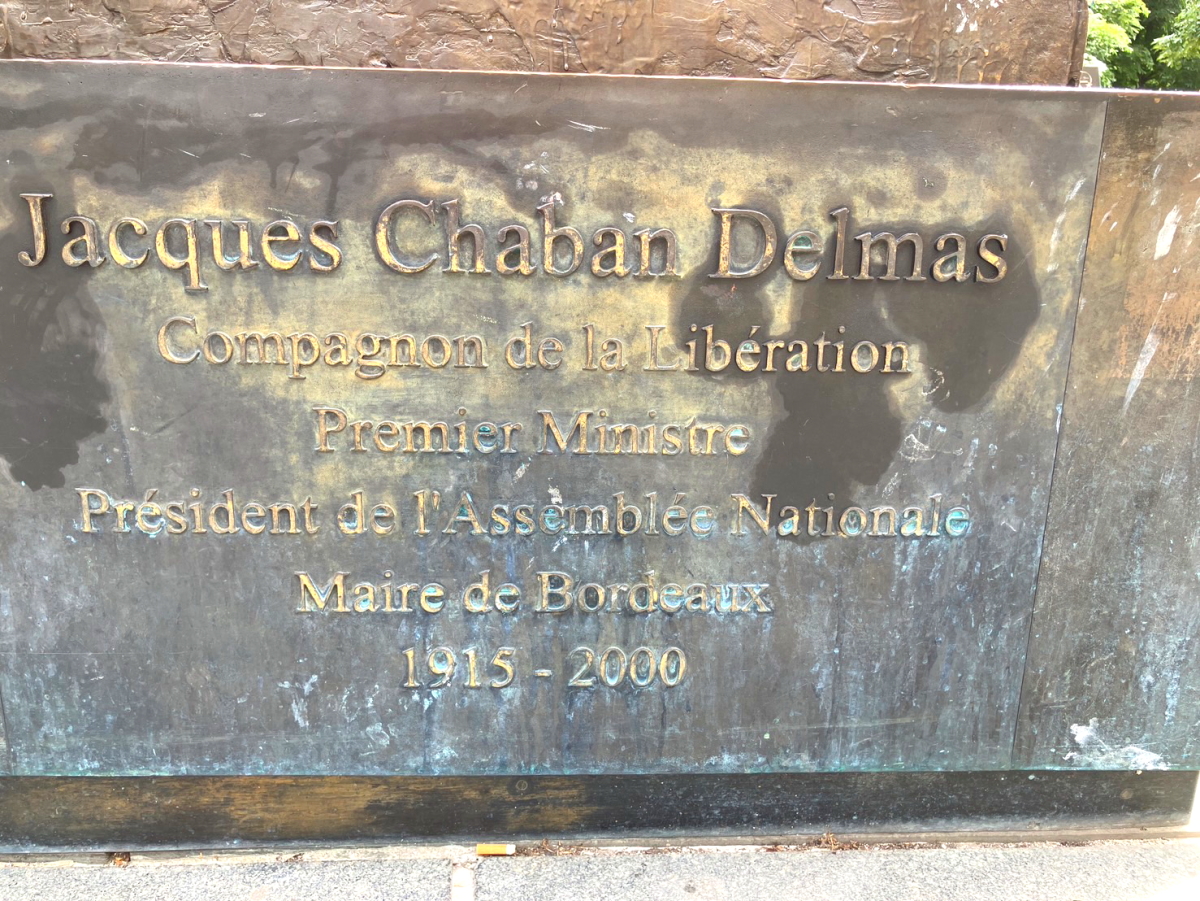 Jacques Chaban Delmas
Compagnon de la Libération
Premier Ministre
Président de l'Assemblée Nationale
Maire de Bordeaux
1915 - 2000